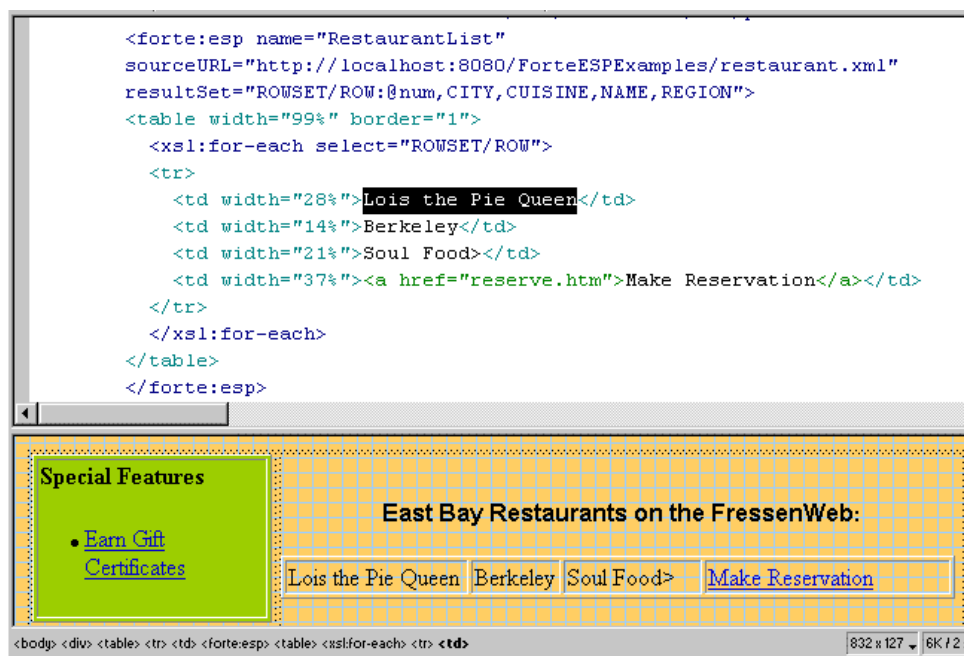 <forte:esp name="RestaurantList"
sourceURL="http://localhost:8080/ForteESPExamples/restaurant.xml"
resultSet="ROWSET/ROW:@num,CITY,CUISINE,NAME,REGION">
<table width="99%" border="1">
<xsl:for-each select="ROWSET/ROW">
<tr>
<td width="28%">Lois the Pie Queen</td>
<td width="14%">Berkeley</td>
<td width="21%">Soul Food></td>
<td width="37%"><a href="reserve.htm">Make Reservation</a></td>
</tr>
</xsl:for-each>
</table>
</forte:esp>
Special Features
Earn Gift
Certificates
East Bay Restaurants on the FressenWeb:
Lois the Pie Queen Berkeley Soul Food> Make Reservation
<body> <div> <table> <tr> <td> <forte:esp> <table> <xsl:for-each> <tr> <td> 832 x 127 6K / 2